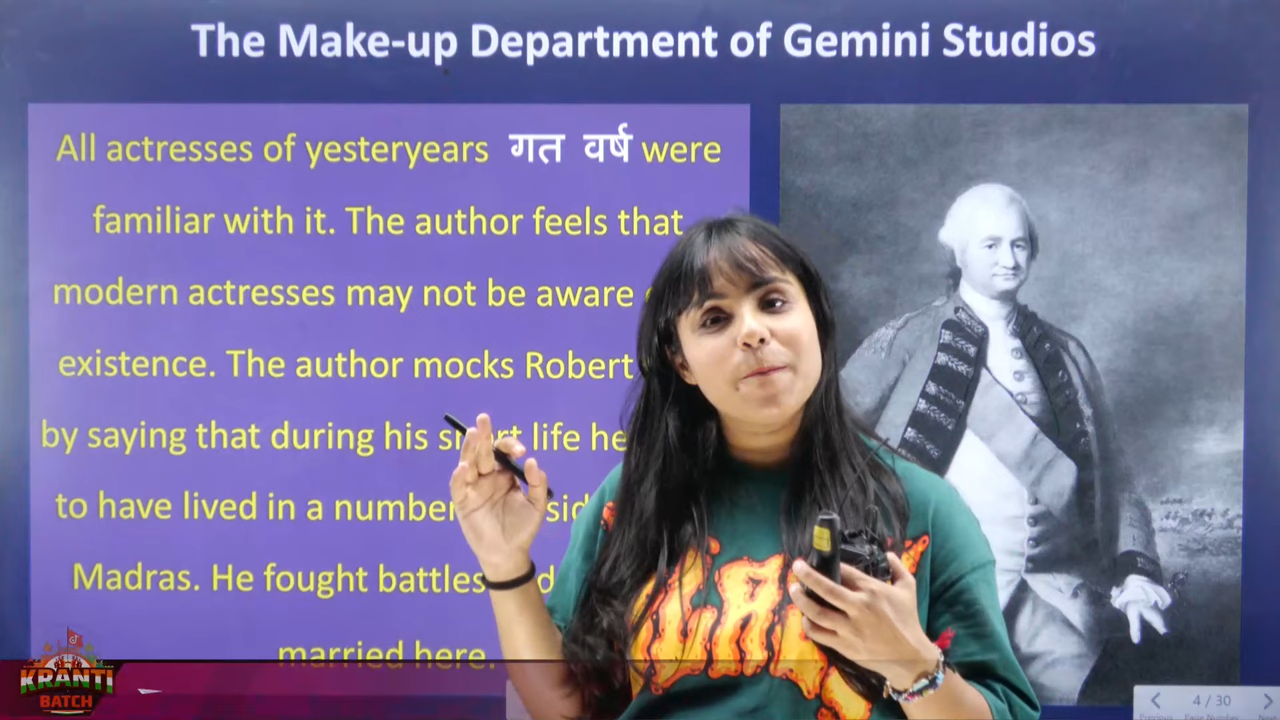 The Make-up Department of Gemini Studios
All actresses of yesteryears गत वर्ष were
familiar with it. The author feels that
modern actresses may not be aware
existence. The author mocks Robert
by saying that during his short life he
to have lived in a number
Madras. He fought battles
married here.
KRANTI
BATCH
4 / 30